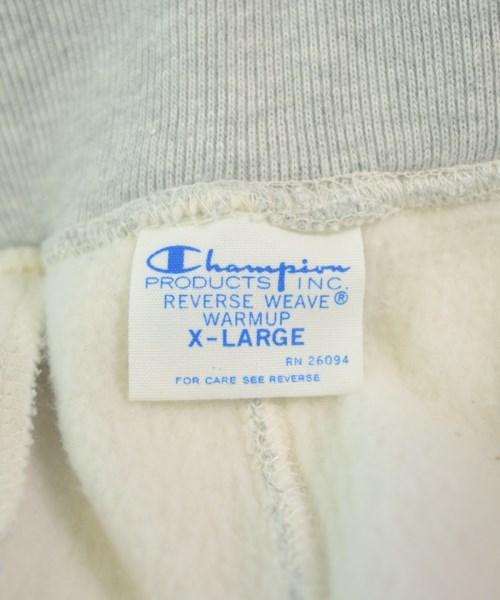 Champion
PRODUCTS INC.
REVERSE WEAVE®
WARMUP
X-LARGE
RN 26094
FOR CARE SEE REVERSE